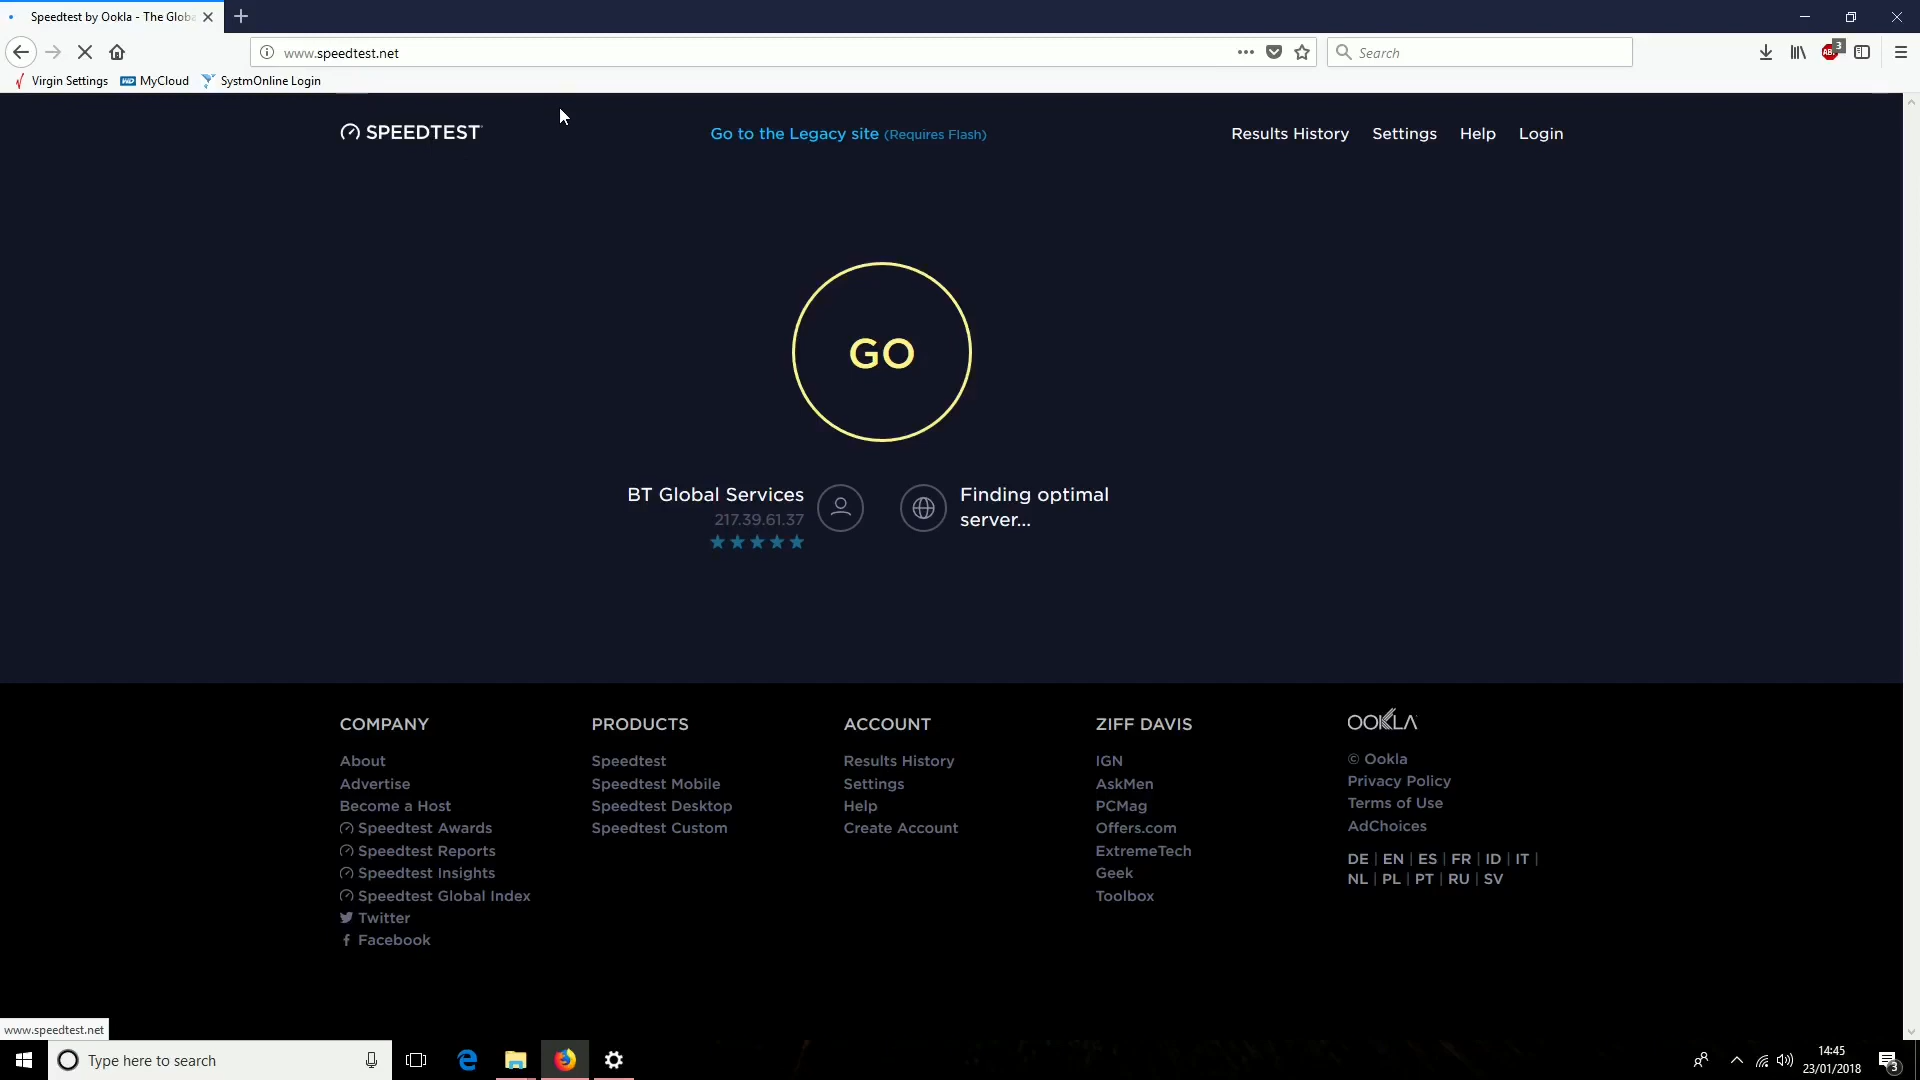 Speedtest by Ookla - The Globa
www.speedtest.net
Search
3
Virgin Settings
MyCloud
SystmOnline Login
SPEEDTEST
Go to the Legacy site (Requires Flash)
Results History
Settings
Help
Login
GO
BT Global Services
217.39.61.37
Finding optimal
server...
COMPANY
About
Advertise
Become a Host
Speedtest Awards
Speedtest Reports
Speedtest Insights
Speedtest Global Index
Twitter
Facebook
PRODUCTS
Speedtest
Speedtest Mobile
Speedtest Desktop
Speedtest Custom
ACCOUNT
Results History
Settings
Help
Create Account
ZIFF DAVIS
IGN
AskMen
PCMag
Offers.com
ExtremeTech
Geek
Toolbox
OOKLA
© Ookla
Privacy Policy
Terms of Use
AdChoices
DE | EN | ES | FR | ID | IT |
NL | PL | PT | RU | SV
www.speedtest.net
Type here to search
14:45
23/01/2018
3